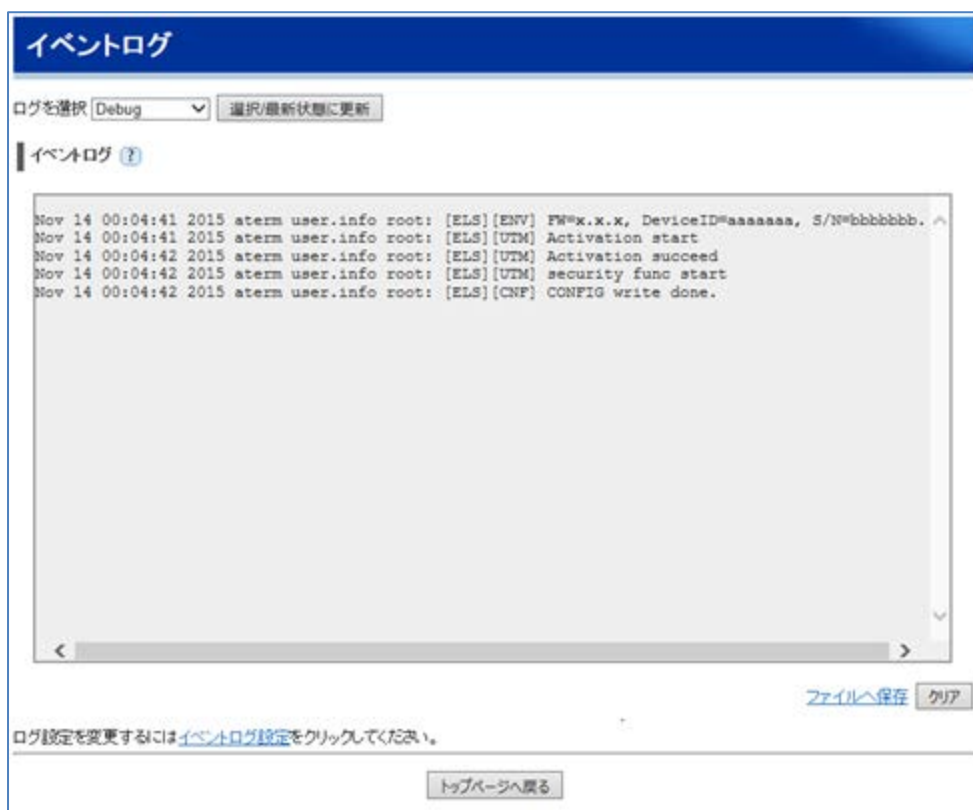 イベントログ
ログを選択 Debug 選択/最新状態に更新
イベントログ ?
Nov 14 00:04:41 2015 aterm user.info root: [ELS][ENV] FW=x.x.x, DeviceID=aaaaaaa, S/N=bbbbbbb.
Nov 14 00:04:41 2015 aterm user.info root: [ELS][UTM] Activation start
Nov 14 00:04:42 2015 aterm user.info root: [ELS][UTM] Activation succeed
Nov 14 00:04:42 2015 aterm user.info root: [ELS][UTM] security func start
Nov 14 00:04:42 2015 aterm user.info root: [ELS][CNF] CONFIG write done.
ファイルへ保存 クリア
ログ設定を変更するにはイベントログ設定をクリックしてください。
トップページへ戻る